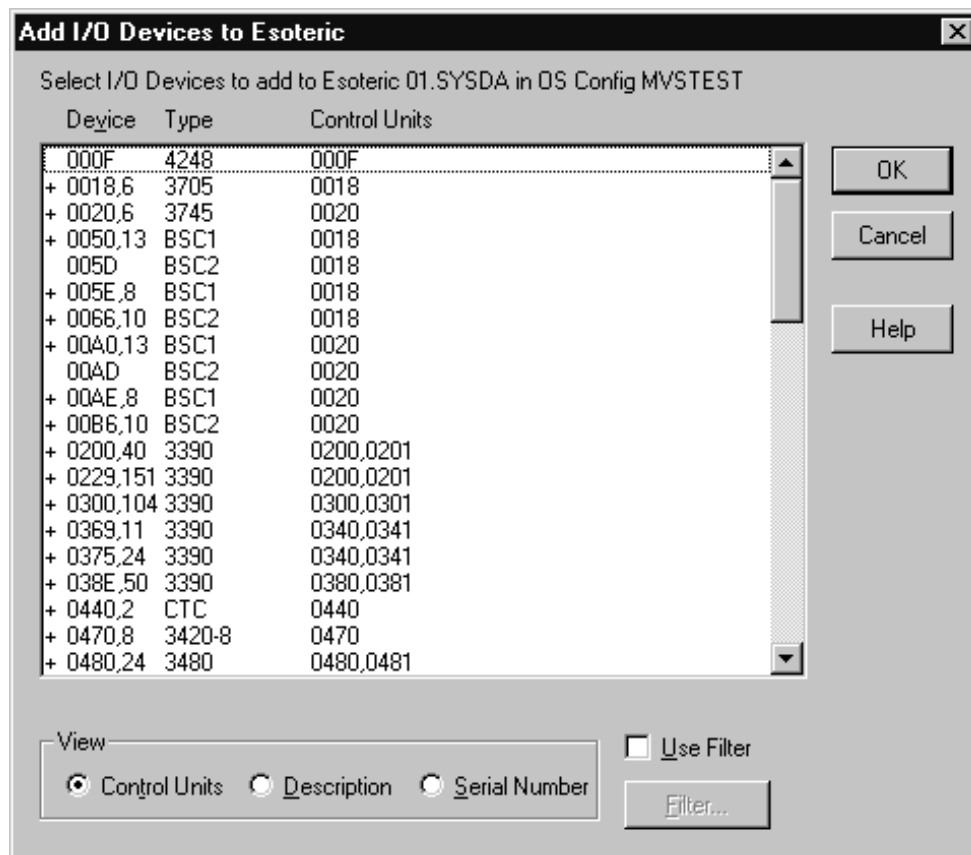 Add I/O Devices to Esoteric
Select I/O Devices to add to Esoteric 01.SYSDA in OS Config MVSTEST
Device Type Control Units
000F 4248 000F
+ 0018,6 3705 0018
+ 0020,6 3745 0020
+ 0050,13 BSC1 0018
005D BSC2 0018
+ 005E,8 BSC1 0018
+ 0066,10 BSC2 0018
+ 00A0,13 BSC1 0020
00AD BSC2 0020
+ 00AE,8 BSC1 0020
+ 00B6,10 BSC2 0020
+ 0200,40 3390 0200,0201
+ 0229,151 3390 0200,0201
+ 0300,104 3390 0300,0301
+ 0369,11 3390 0340,0341
+ 0375,24 3390 0340,0341
+ 038E,50 3390 0380,0381
+ 0440,2 CTC 0440
+ 0470,8 3420-8 0470
+ 0480,24 3480 0480,0481
OK
Cancel
Help
View
Control Units Description Serial Number
Use Filter
Filter...